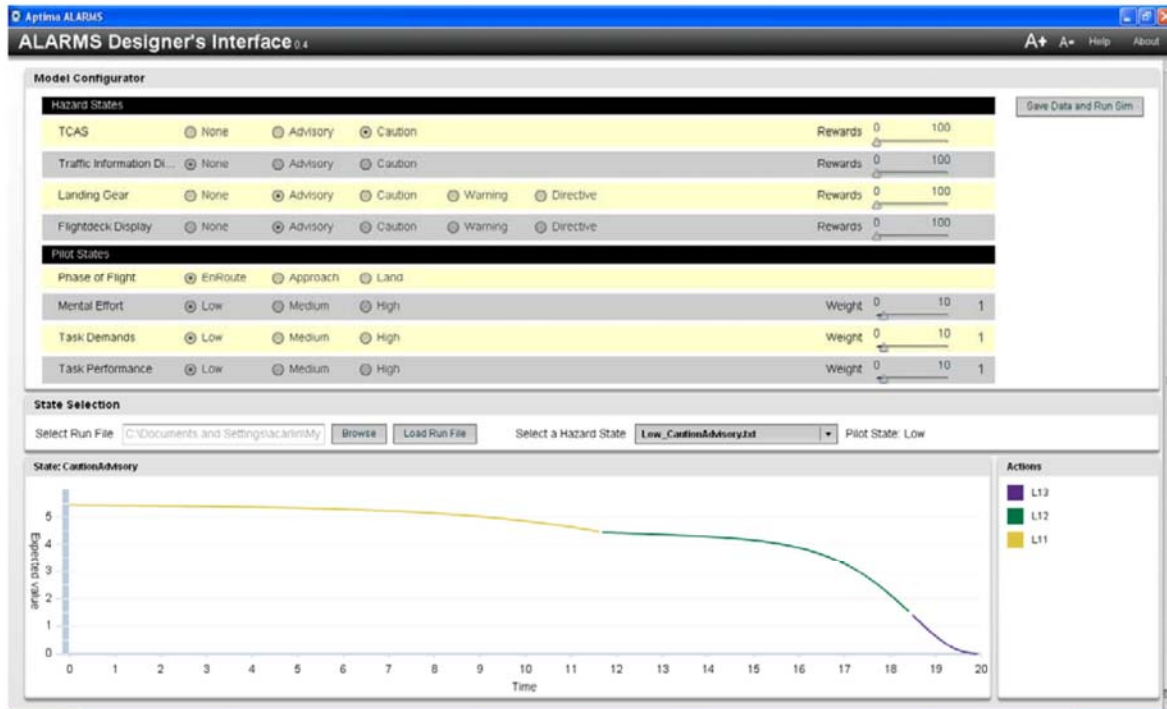 Aptima ALARMS
ALARMS Designer's Interface 0.4 A+ A- Help About
Model Configurator
Hazard States Save Data and Run Sim
TCAS None Advisory Caution Rewards 0 100
Traffic Information Di... None Advisory Caution Rewards 0 100
Landing Gear None Advisory Caution Warning Directive Rewards 0 100
Flightdeck Display None Advisory Caution Warning Directive Rewards 0 100
Pilot States
Phase of Flight EnRoute Approach Land
Mental Effort Low Medium High Weight 0 10 1
Task Demands Low Medium High Weight 0 10 1
Task Performance Low Medium High Weight 0 10 1
State Selection
Select Run File C:\Documents and Settings\acarlin\My Browse Load Run File Select a Hazard State Low_CautionAdvisory.txt Pilot State: Low
State: CautionAdvisory Actions
L13
L12
L11
Expected value
5
4
3
2
1
0
0 1 2 3 4 5 6 7 8 9 10 11 12 13 14 15 16 17 18 19 20
Time